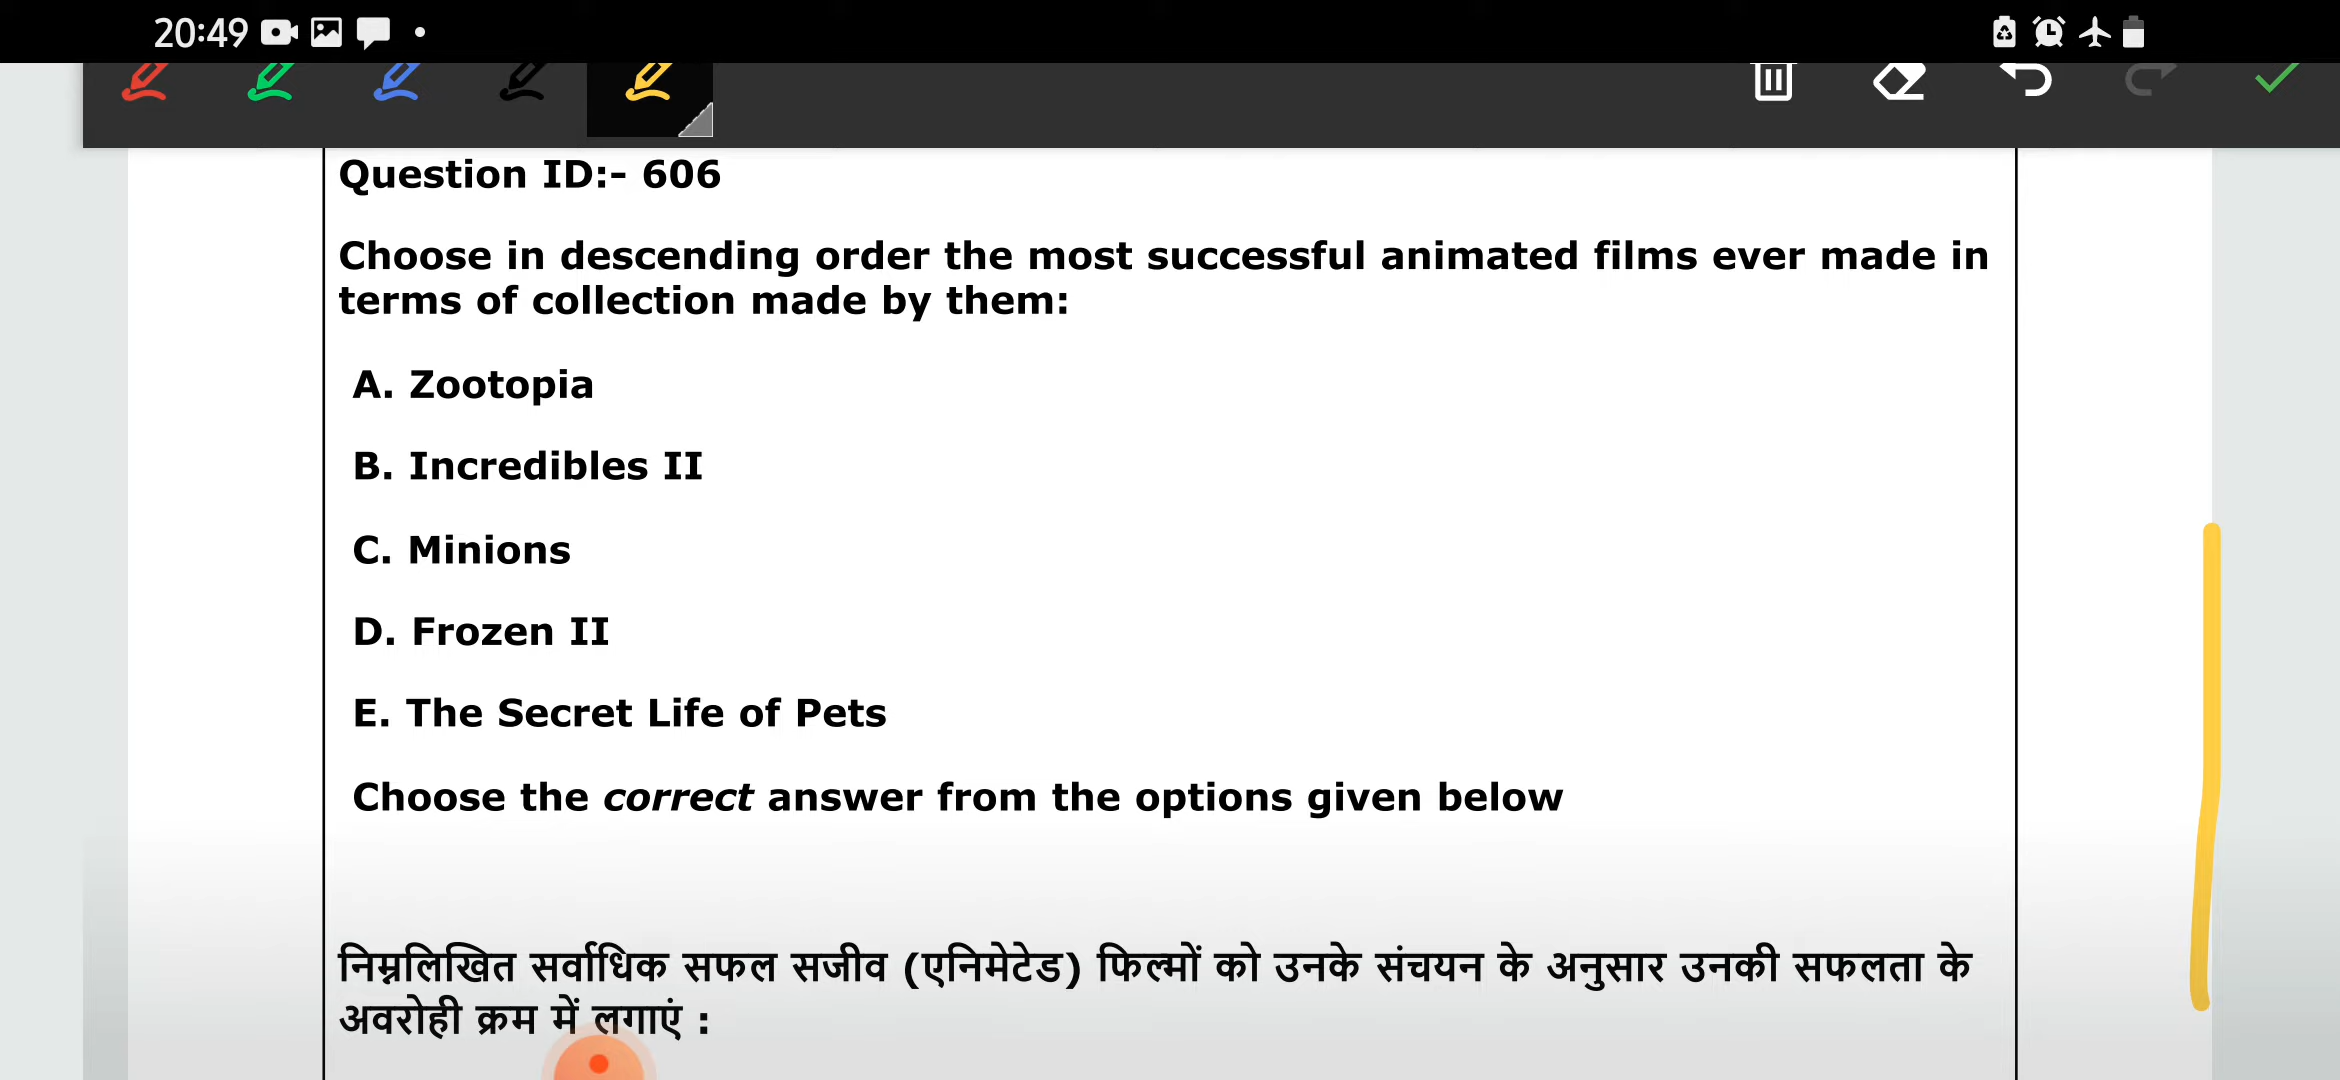 20:49
Question ID:- 606
Choose in descending order the most successful animated films ever made in
terms of collection made by them:
A. Zootopia
B. Incredibles II
C. Minions
D. Frozen II
E. The Secret Life of Pets
Choose the correct answer from the options given below
निम्नलिखित सर्वाधिक सफल सजीव (एनिमेटेड) फिल्मों को उनके संचयन के अनुसार उनकी सफलता के
अवरोही क्रम में लगाएं :